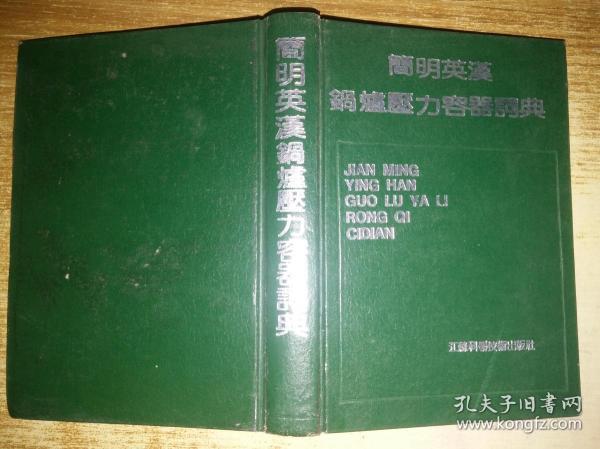 簡明英漢鍋爐壓力容器詞典
簡明英漢
鍋爐壓力容器詞典
JIAN MING
YING HAN
GUO LU YA LI
RONG QI
CIDIAN
江蘇科學技術出版社
孔夫子旧书网
www.kongfz.com